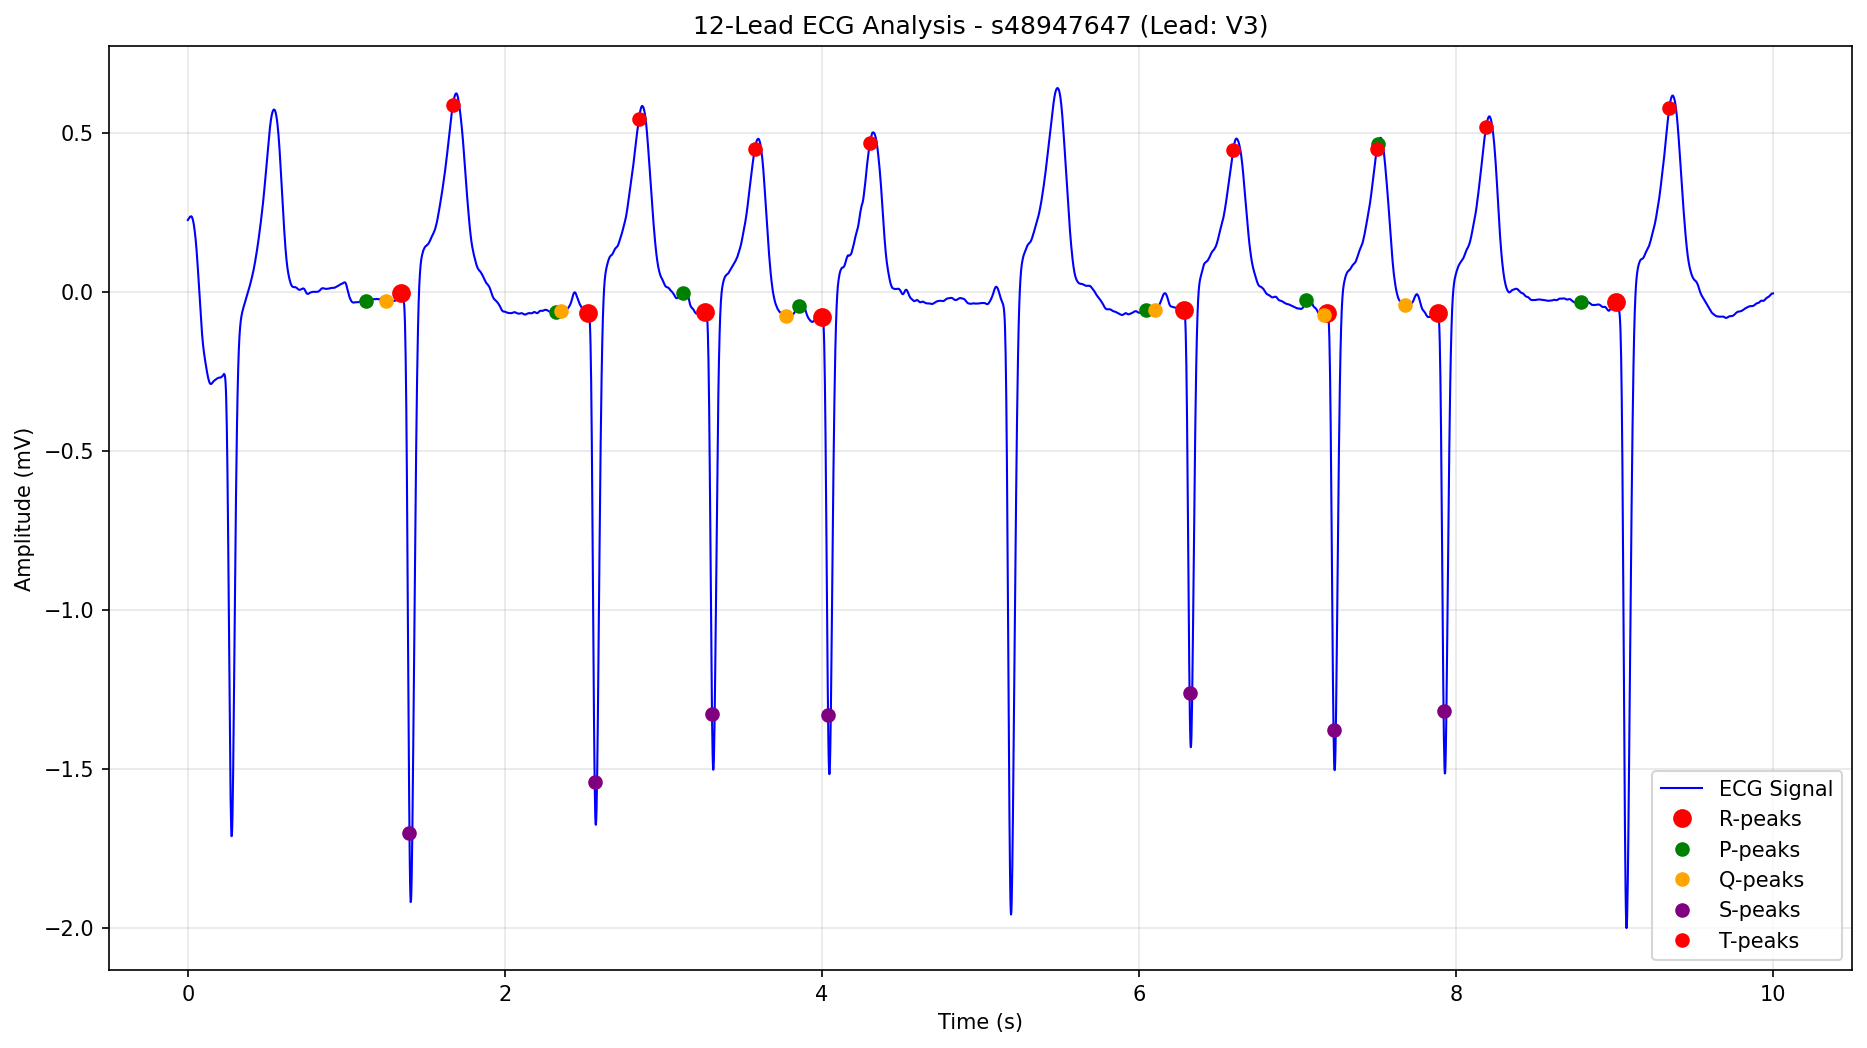 12-Lead ECG Analysis - s48947647 (Lead: V3)
Amplitude (mV)
0.5
0.0
−0.5
−1.0
−1.5
−2.0
0
2
4
6
8
10
Time (s)
ECG Signal
R-peaks
P-peaks
Q-peaks
S-peaks
T-peaks